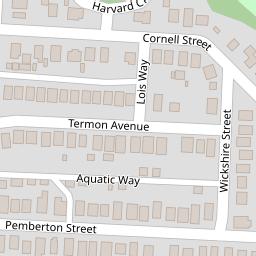 Harvard C
Cornell Street
Lois Way
Termon Avenue
Wickshire Street
Aquatic Way
Pemberton Street